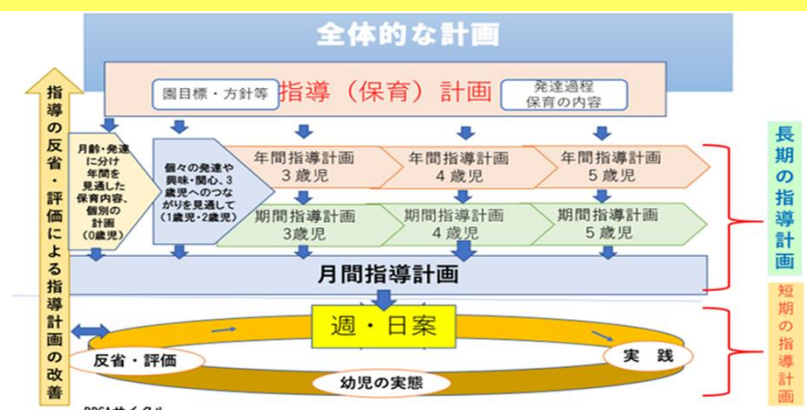 全体的な計画
園目標・方針等
指導（保育）計画
発達過程
保育の内容
指導の反省・評価による指導計画の改善
月齢・発達
に分け
年間を
見通した
保育内容、
個別の
計画
（0歳児）
個々の発達や
興味・関心、3
歳児へのつな
がりを見通して
（1歳児・2歳児）
年間指導計画
３歳児
年間指導計画
４歳児
年間指導計画
５歳児
期間指導計画
3歳児
期間指導計画
４歳児
期間指導計画
５歳児
月間指導計画
長期の指導計画
週・日案
反省・評価
実　践
幼児の実態
短期の指導計画
PDCAサイクル